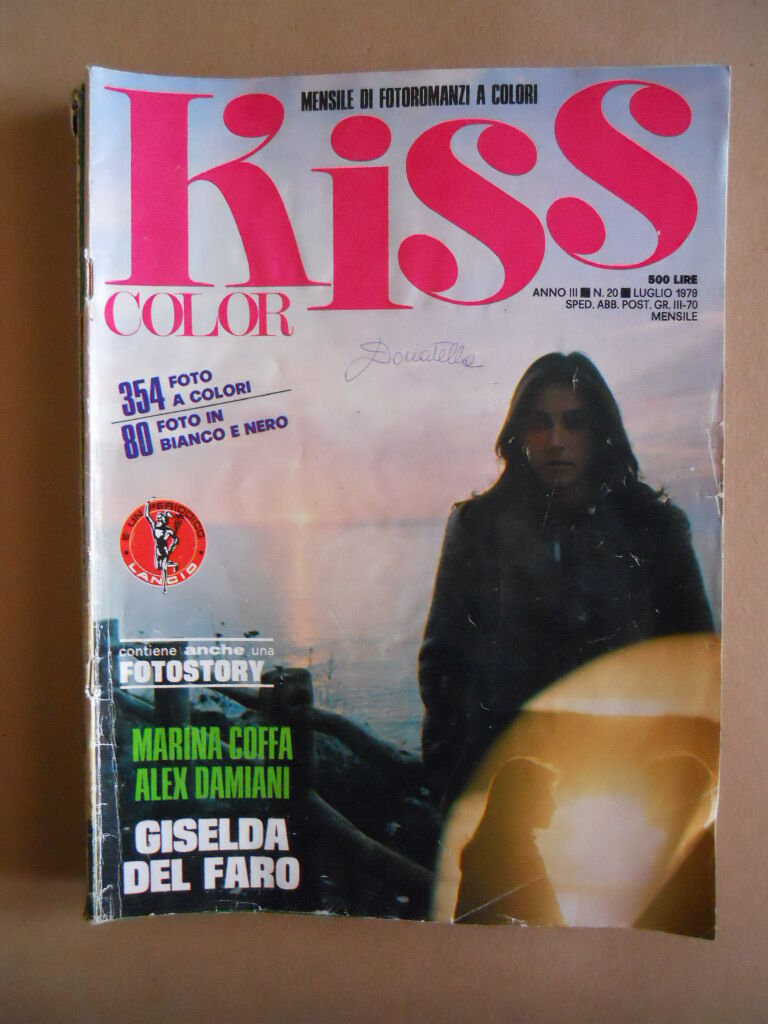 MENSILE DI FOTOROMANZI A COLORI
Kiss
COLOR
500 LIRE
ANNO III ■ N. 20 ■ LUGLIO 1979
SPED. ABB. POST. GR. III-70
MENSILE
Donatella
354 FOTO A COLORI
80 FOTO IN BIANCO E NERO
È UN PERIODICO
LANCIO
contiene anche una
FOTOSTORY
MARINA COFFA
ALEX DAMIANI
GISELDA
DEL FARO